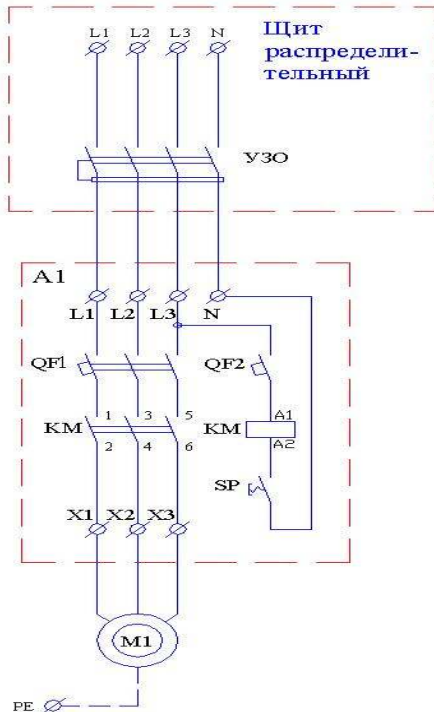 L1 L2 L3 N
Щит
распредели-
тельный
УЗО
A1
L1 L2 L3 N
QF1
QF2
1 3 5
KM
2 4 6
KM
A1
A2
SP
X1 X2 X3
M1
PE